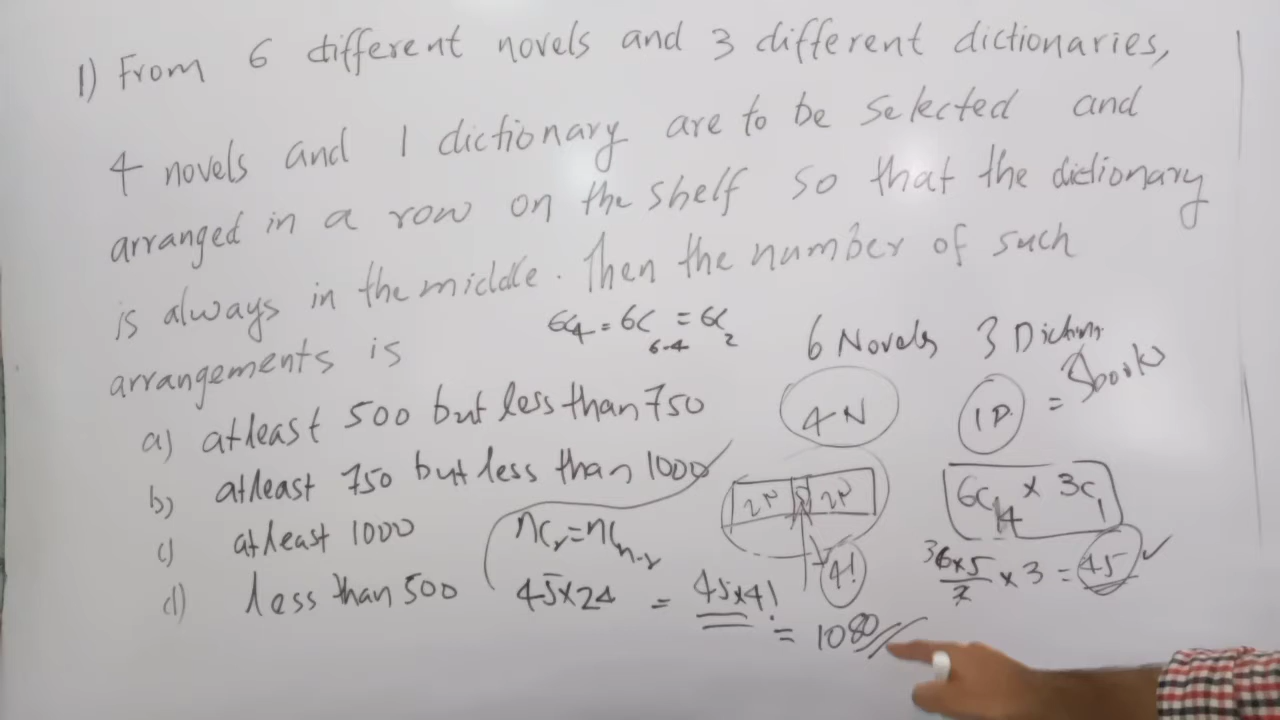 1) From 6 different novels and 3 different dictionaries,
4 novels and 1 dictionary are to be selected and
arranged in a row on the shelf so that the dictionary
is always in the middle. Then the number of such
arrangements is
6C4 = 6C6-4 = 6C2
6 Novels 3 Diction
4N
1D = 5 books
a) atleast 500 but less than 750
b) atleast 750 but less than 1000
c) atleast 1000
d) less than 500
2N D 2N
6C4 × 3C1
nCr = nCn-r
4!
6×5/2 × 3 = 45 ✓
45×24 = 45×4!
= 1080//